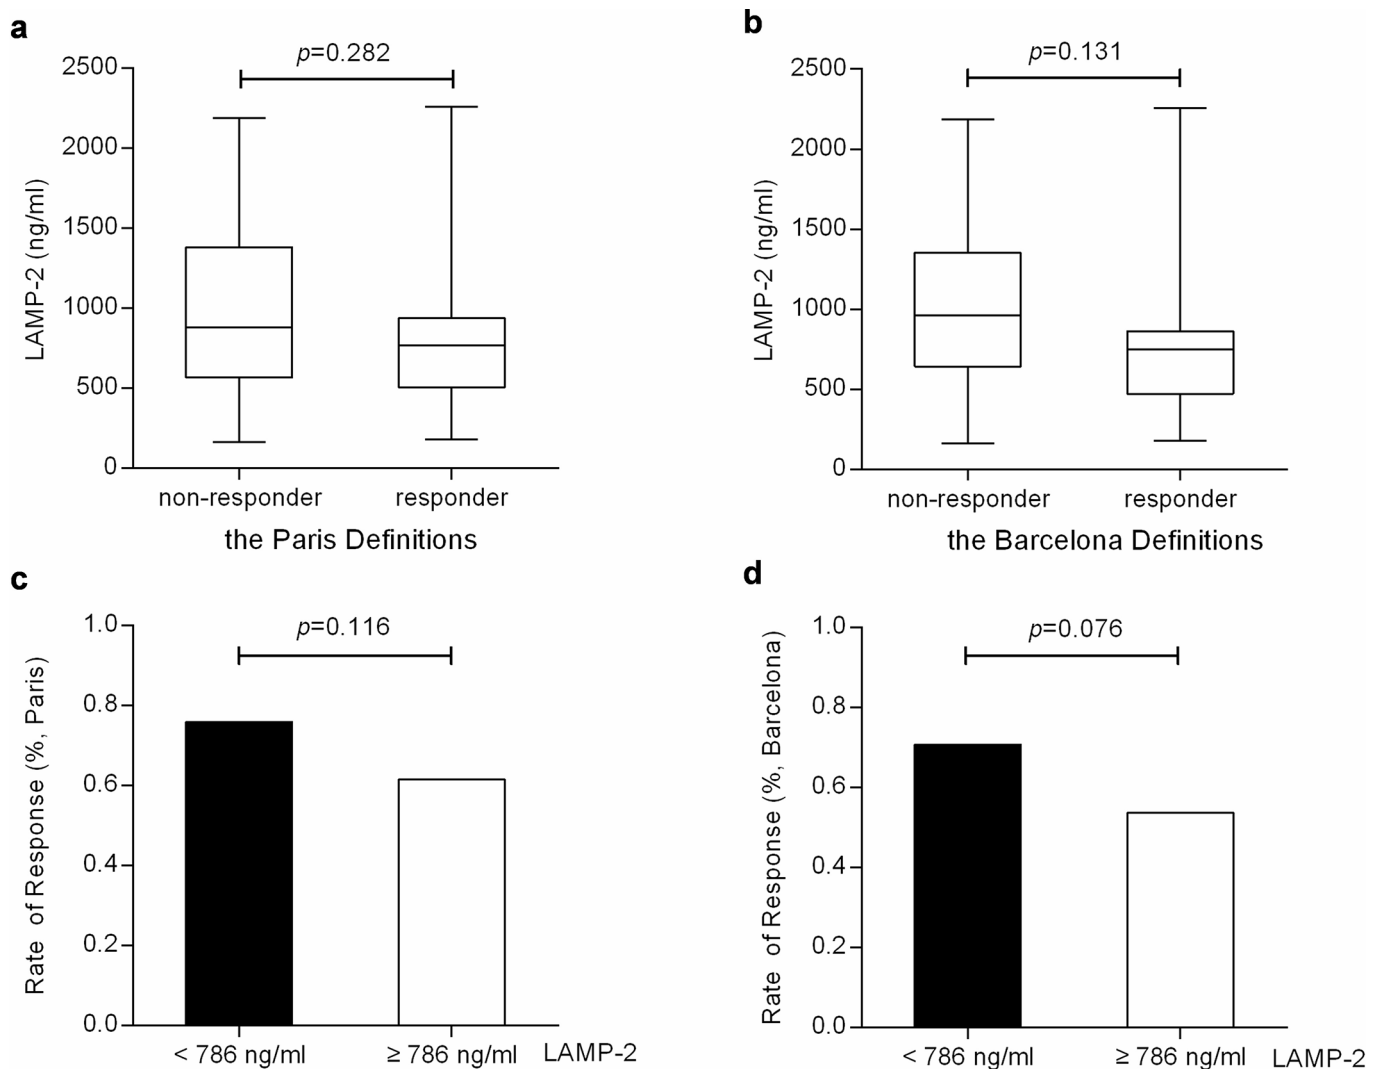 a
p=0.282
2500
2000
1500
1000
500
0
LAMP-2 (ng/ml)
non-responder responder
the Paris Definitions
b
p=0.131
2500
2000
1500
1000
500
0
LAMP-2 (ng/ml)
non-responder responder
the Barcelona Definitions
c
p=0.116
1.0
0.8
0.6
0.4
0.2
0.0
Rate of Response (%, Paris)
< 786 ng/ml ≥ 786 ng/ml LAMP-2
d
p=0.076
1.0
0.8
0.6
0.4
0.2
0.0
Rate of Response (%, Barcelona)
< 786 ng/ml ≥ 786 ng/ml LAMP-2